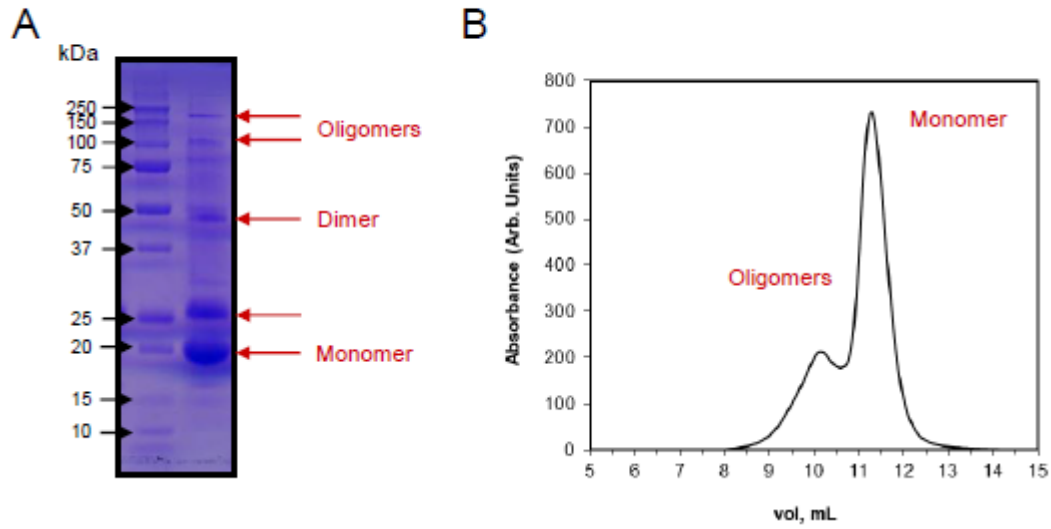 A
kDa
250
150
100
75
50
37
25
20
15
10
Oligomers
Dimer
Monomer
B
800
700
600
500
400
300
200
100
0
Absorbance (Arb. Units)
Oligomers
Monomer
5 6 7 8 9 10 11 12 13 14 15
vol, mL